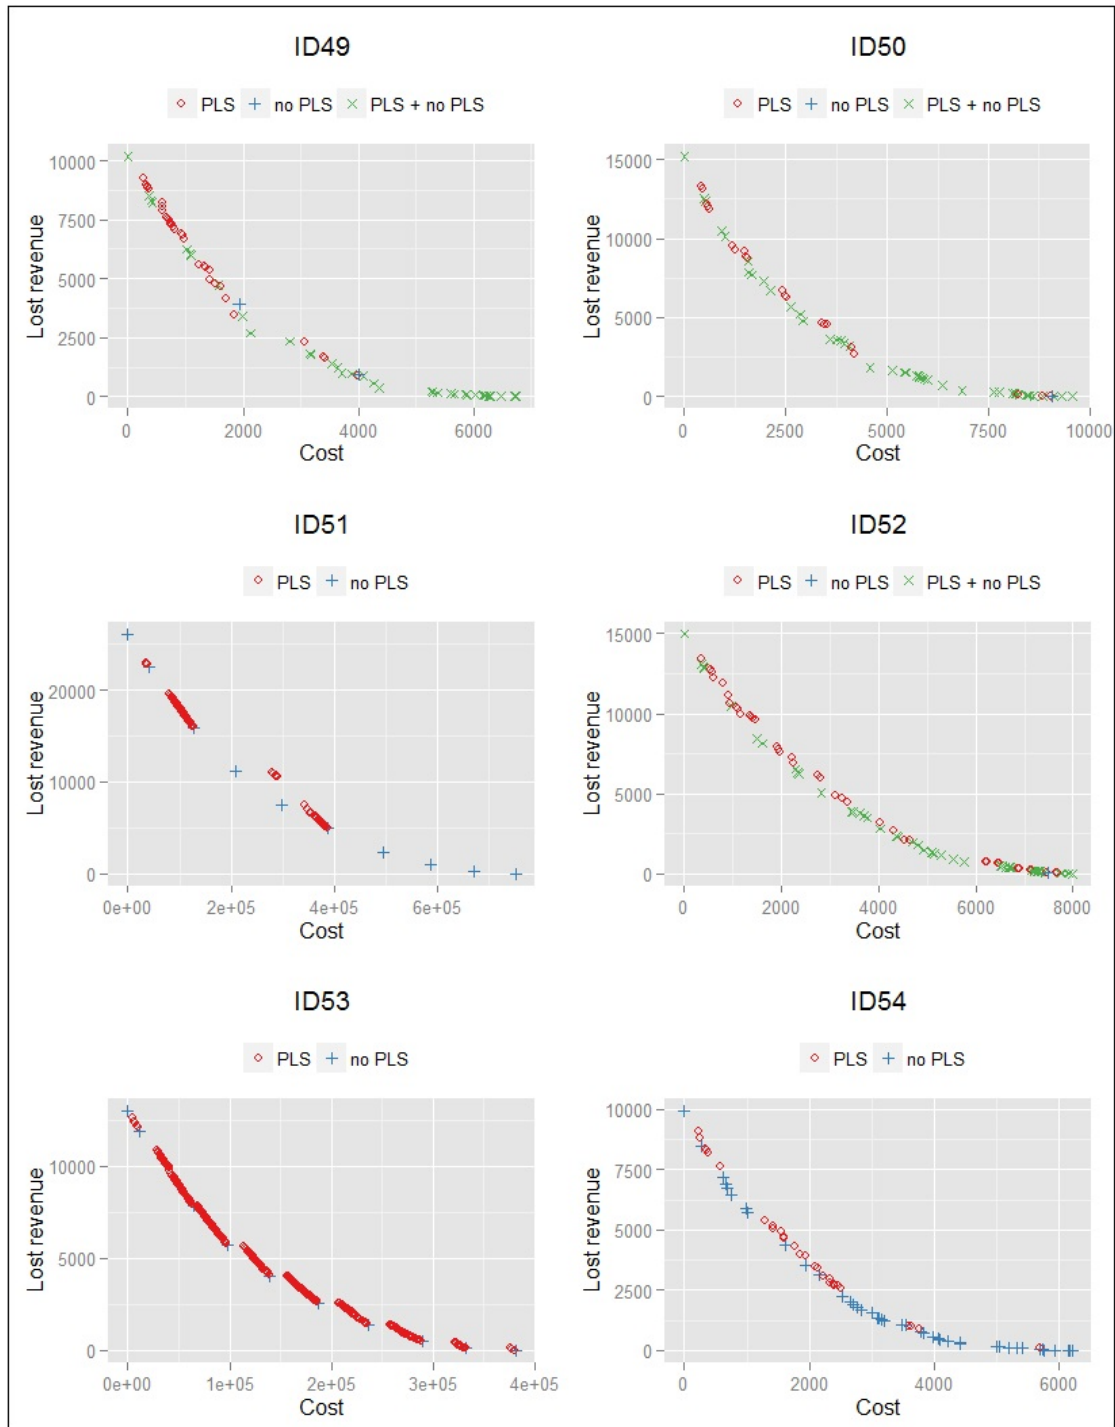 ID49
PLS no PLS PLS + no PLS
10000
7500
5000
2500
0
Lost revenue
0 2000 4000 6000
Cost
ID50
PLS no PLS PLS + no PLS
15000
10000
5000
0
Lost revenue
0 2500 5000 7500 10000
Cost
ID51
PLS no PLS
20000
10000
0
Lost revenue
0e+00 2e+05 4e+05 6e+05
Cost
ID52
PLS no PLS PLS + no PLS
15000
10000
5000
0
Lost revenue
0 2000 4000 6000 8000
Cost
ID53
PLS no PLS
10000
5000
0
Lost revenue
0e+00 1e+05 2e+05 3e+05 4e+05
Cost
ID54
PLS no PLS
10000
7500
5000
2500
0
Lost revenue
0 2000 4000 6000
Cost